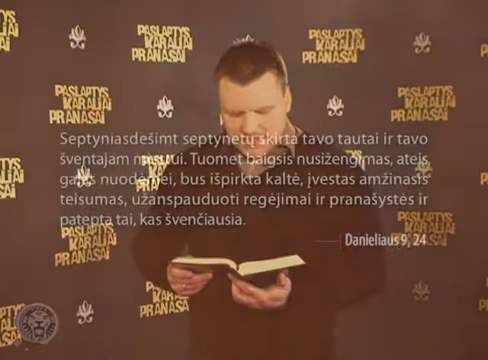 PASLAPTYS
KARALIAI
PRANAŠAI
Septyniasdešimt septynetų skirta tavo tautai ir tavo
šventajam miestui. Tuomet baigsis nusižengimas, ateis
galas nuodėmei, bus išpirkta kaltė, įvestas amžinasis
teisumas, užanspauduoti regėjimai ir pranašystės ir
patepta tai, kas švenčiausia.
Danieliaus 9, 24